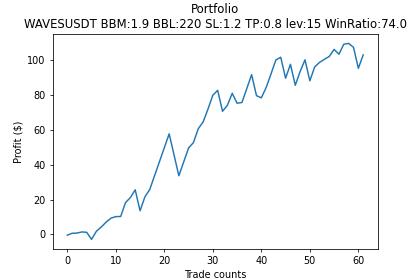 Portfolio
WAVESUSDT BBM:1.9 BBL:220 SL:1.2 TP:0.8 lev:15 WinRatio:74.0
100
80
60
40
20
0
Profit ($)
0 10 20 30 40 50 60
Trade counts